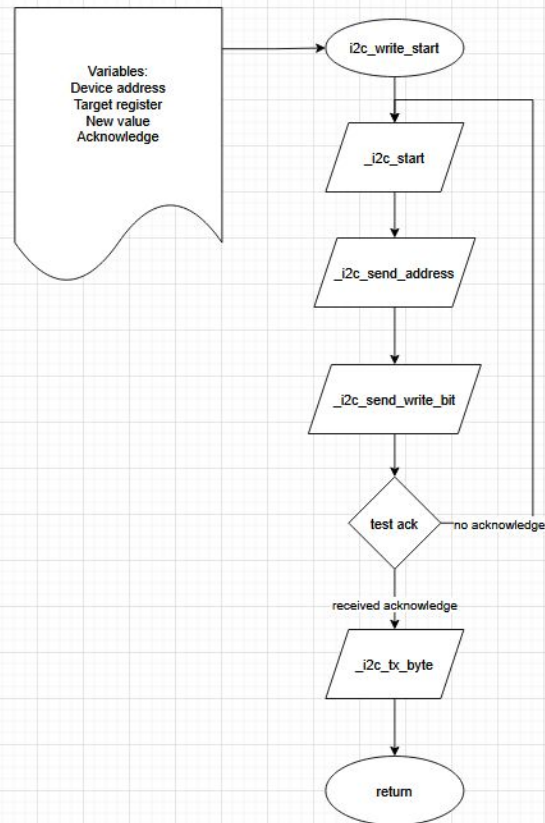 Variables:
Device address
Target register
New value
Acknowledge
i2c_write_start
_i2c_start
_i2c_send_address
_i2c_send_write_bit
test ack
no acknowledge
received acknowledge
_i2c_tx_byte
return